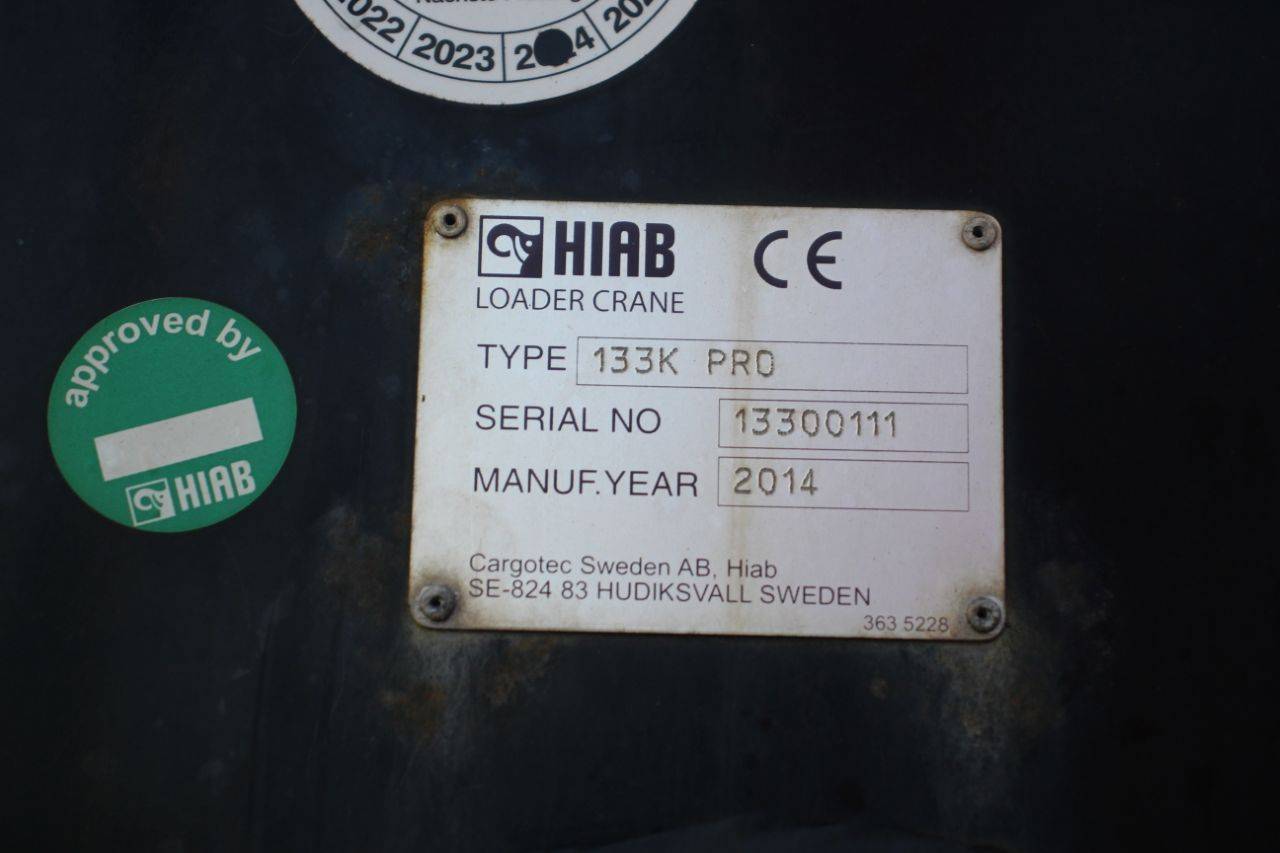 2022 2023 2024
approved by
HIAB
HIAB CE
LOADER CRANE
TYPE 133K PRO
SERIAL NO 13300111
MANUF.YEAR 2014
Cargotec Sweden AB, Hiab
SE-824 83 HUDIKSVALL SWEDEN
363 5228